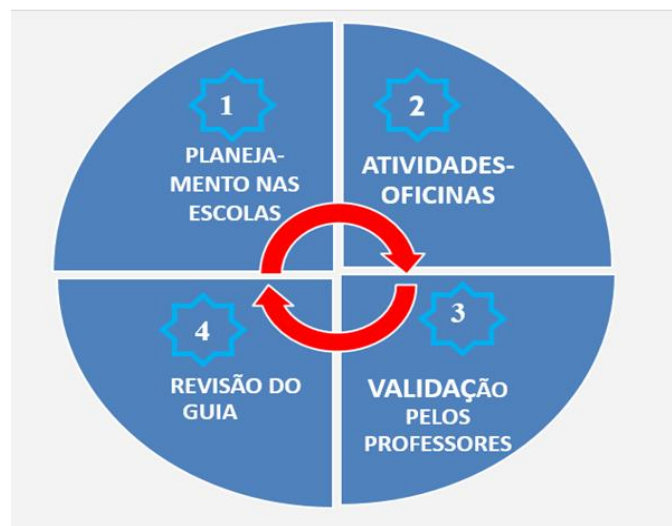 1
PLANEJA-
MENTO NAS
ESCOLAS
2
ATIVIDADES-
OFICINAS
3
VALIDAÇÃO
PELOS
PROFESSORES
4
REVISÃO DO
GUIA